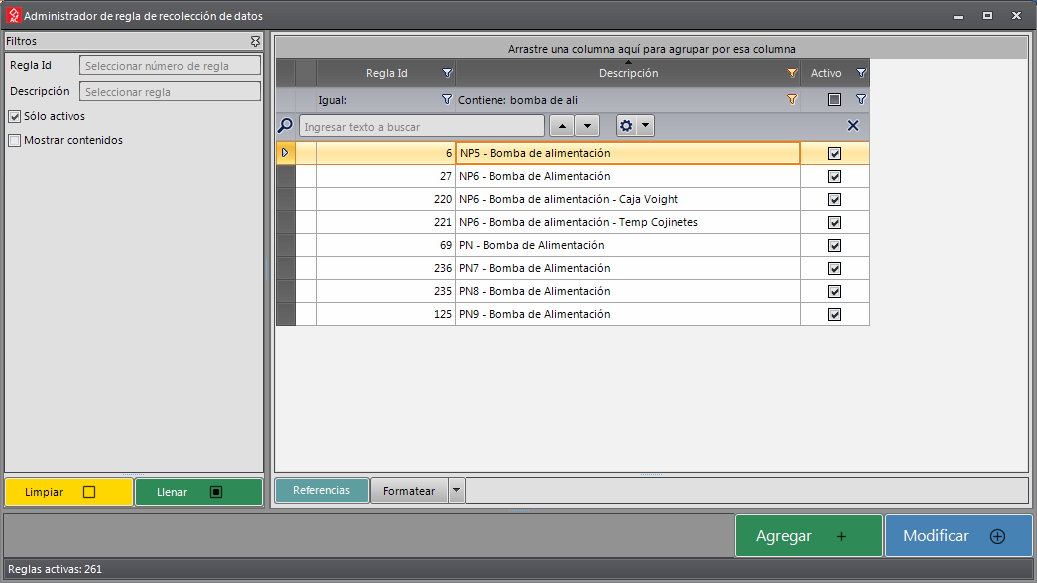 Administrador de regla de recolección de datos
Filtros
Regla Id Seleccionar número de regla
Descripción Seleccionar regla
Sólo activos
Mostrar contenidos
Limpiar
Llenar
Arrastre una columna aquí para agrupar por esa columna
Regla Id Descripción Activo
Igual: Contiene: bomba de ali
Ingresar texto a buscar
6 NP5 - Bomba de alimentación
27 NP6 - Bomba de Alimentación
220 NP6 - Bomba de alimentación - Caja Voight
221 NP6 - Bomba de alimentación - Temp Cojinetes
69 PN - Bomba de Alimentación
236 PN7 - Bomba de Alimentación
235 PN8 - Bomba de Alimentación
125 PN9 - Bomba de Alimentación
Referencias
Formatear
Agregar +
Modificar
Reglas activas: 261